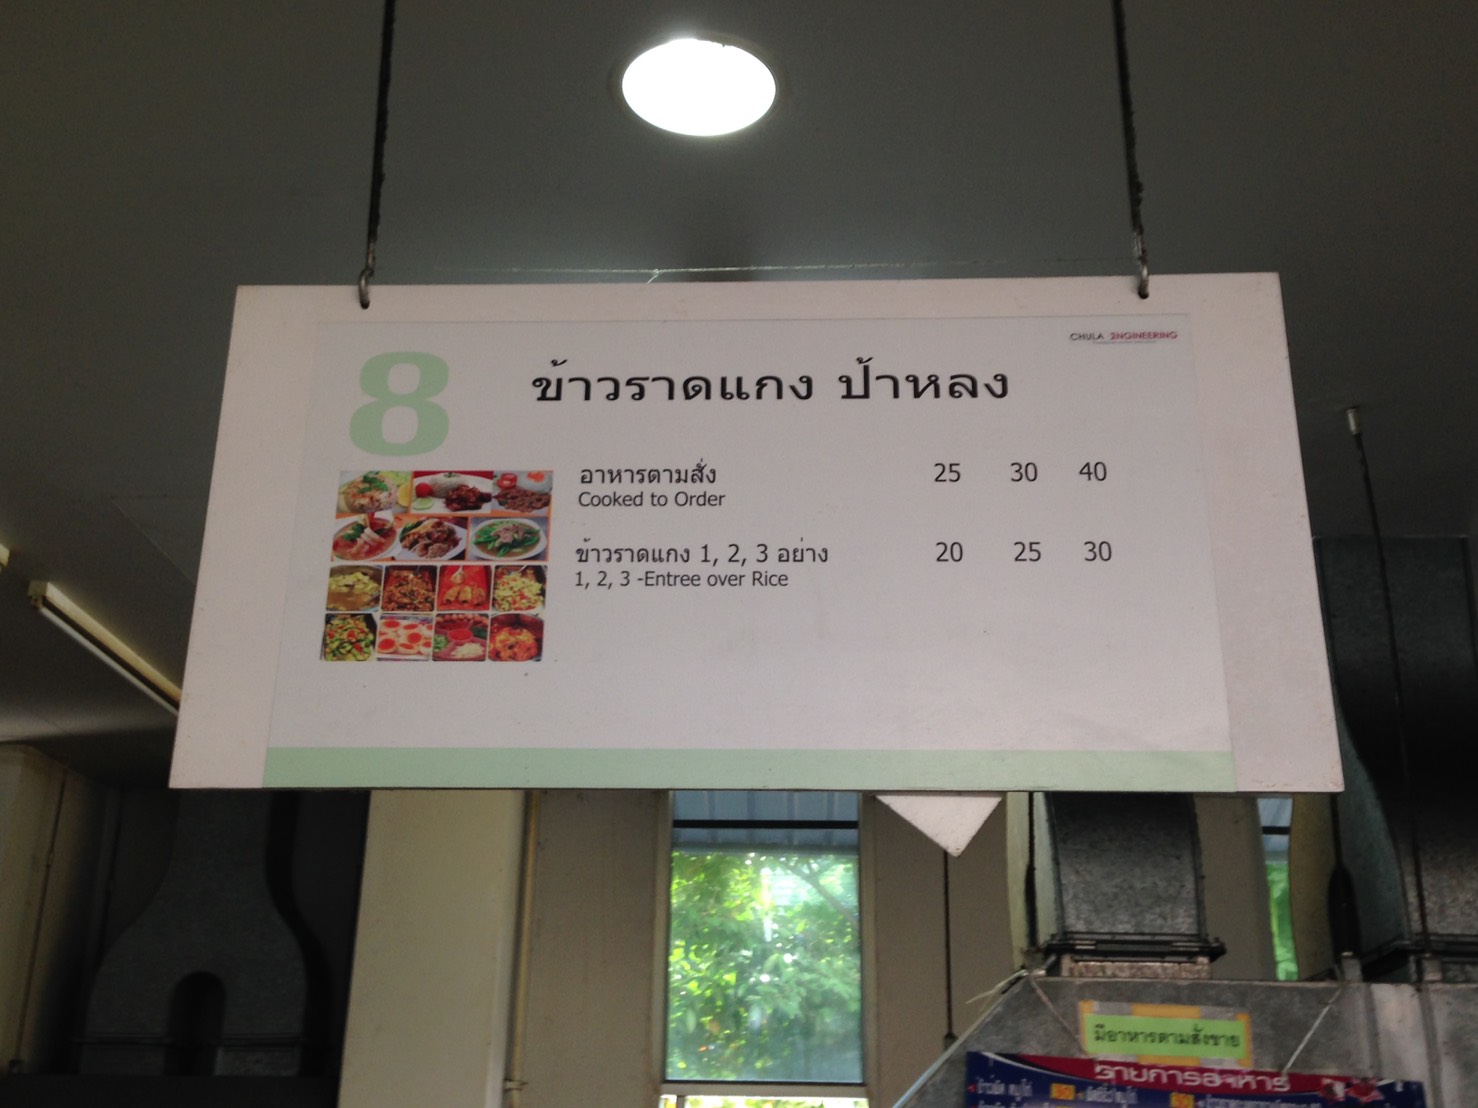 CHULA ENGINEERING
8
ข้าวราดแกง ป้าหลง
อาหารตามสั่ง 25 30 40
Cooked to Order
ข้าวราดแกง 1, 2, 3 อย่าง 20 25 30
1, 2, 3 -Entree over Rice
มีอาหารตามสั่งขาย
รายการอาหาร